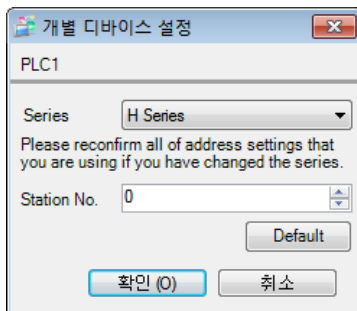 개별 디바이스 설정
PLC1
Series H Series
Please reconfirm all of address settings that
you are using if you have changed the series.
Station No. 0
Default
확인 (O) 취소